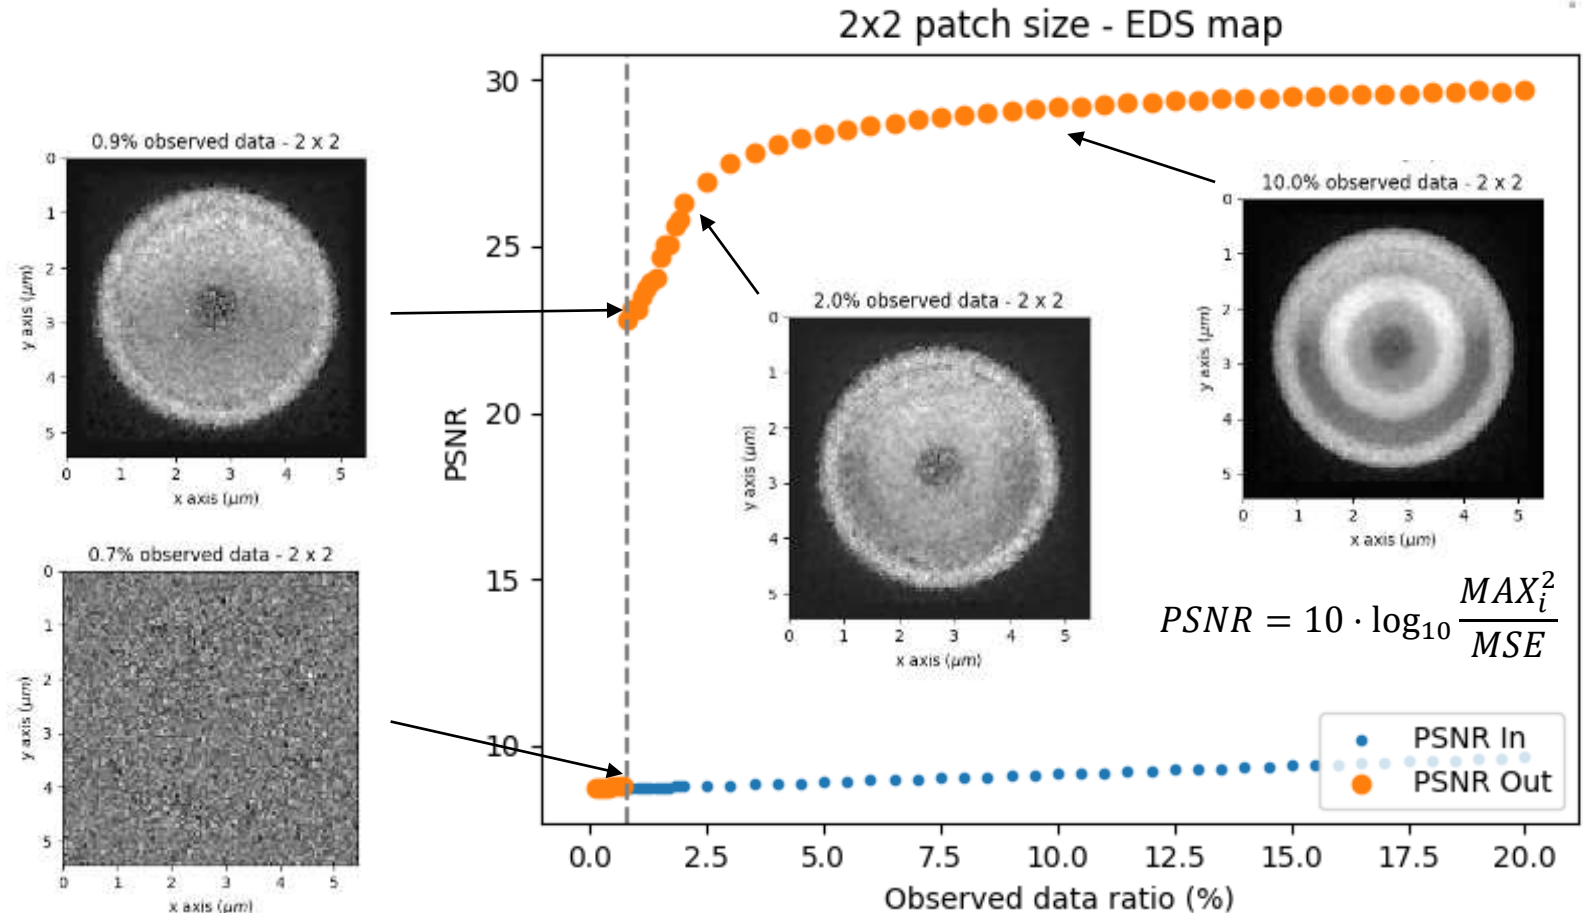 2x2 patch size - EDS map
PSNR
30
25
20
15
10
0.0 2.5 5.0 7.5 10.0 12.5 15.0 17.5 20.0
Observed data ratio (%)
PSNR In
PSNR Out
PSNR = 10 · log₁₀ MAXᵢ² / MSE
0.9% observed data - 2 x 2
y axis (μm)
0
1
2
3
4
5
0 1 2 3 4 5
x axis (μm)
0.7% observed data - 2 x 2
y axis (μm)
0
1
2
3
4
5
0 1 2 3 4 5
x axis (μm)
2.0% observed data - 2 x 2
y axis (μm)
0
1
2
3
4
5
0 1 2 3 4 5
x axis (μm)
10.0% observed data - 2 x 2
y axis (μm)
0
1
2
3
4
5
0 1 2 3 4 5
x axis (μm)